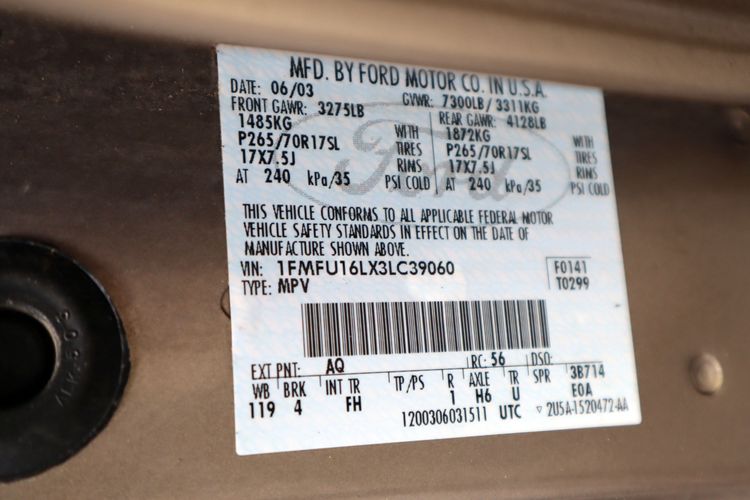 MFD. BY FORD MOTOR CO. IN U.S.A.
DATE: 06/03 GVWR: 7300LB/ 3311KG
FRONT GAWR: 3275LB REAR GAWR: 4128LB
1485KG WITH 1872KG WITH
P265/70R17SL TIRES P265/70R17SL TIRES
17X7.5J RIMS 17X7.5J RIMS
AT 240 kPa/35 PSI COLD AT 240 kPa/35 PSI COLD
Ford
THIS VEHICLE CONFORMS TO ALL APPLICABLE FEDERAL MOTOR
VEHICLE SAFETY STANDARDS IN EFFECT ON THE DATE OF
MANUFACTURE SHOWN ABOVE.
VIN: 1FMFU16LX3LC39060 F0141
TYPE: MPV T0299
EXT PNT: AQ RC: 56 DSO:
WB BRK INT TR TP/PS R AXLE TR SPR 3B714
119 4 FH 1 H6 U E0A
1200306031511 UTC ▽ 2U5A-1520472-AA